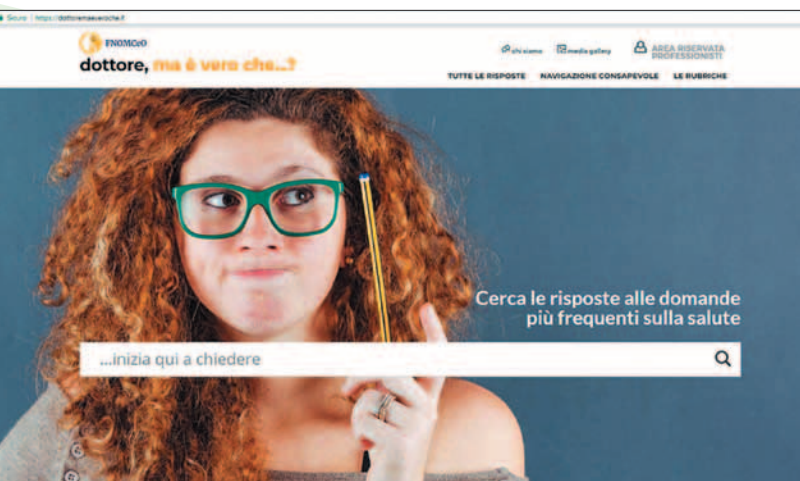 Secure | https://dottoremaeveroche.it
FNOMCeO
dottore, ma è vero che...?
chi siamo
media gallery
AREA RISERVATA
PROFESSIONISTI
TUTTE LE RISPOSTE NAVIGAZIONE CONSAPEVOLE LE RUBRICHE
Cerca le risposte alle domande
più frequenti sulla salute
...inizia qui a chiedere